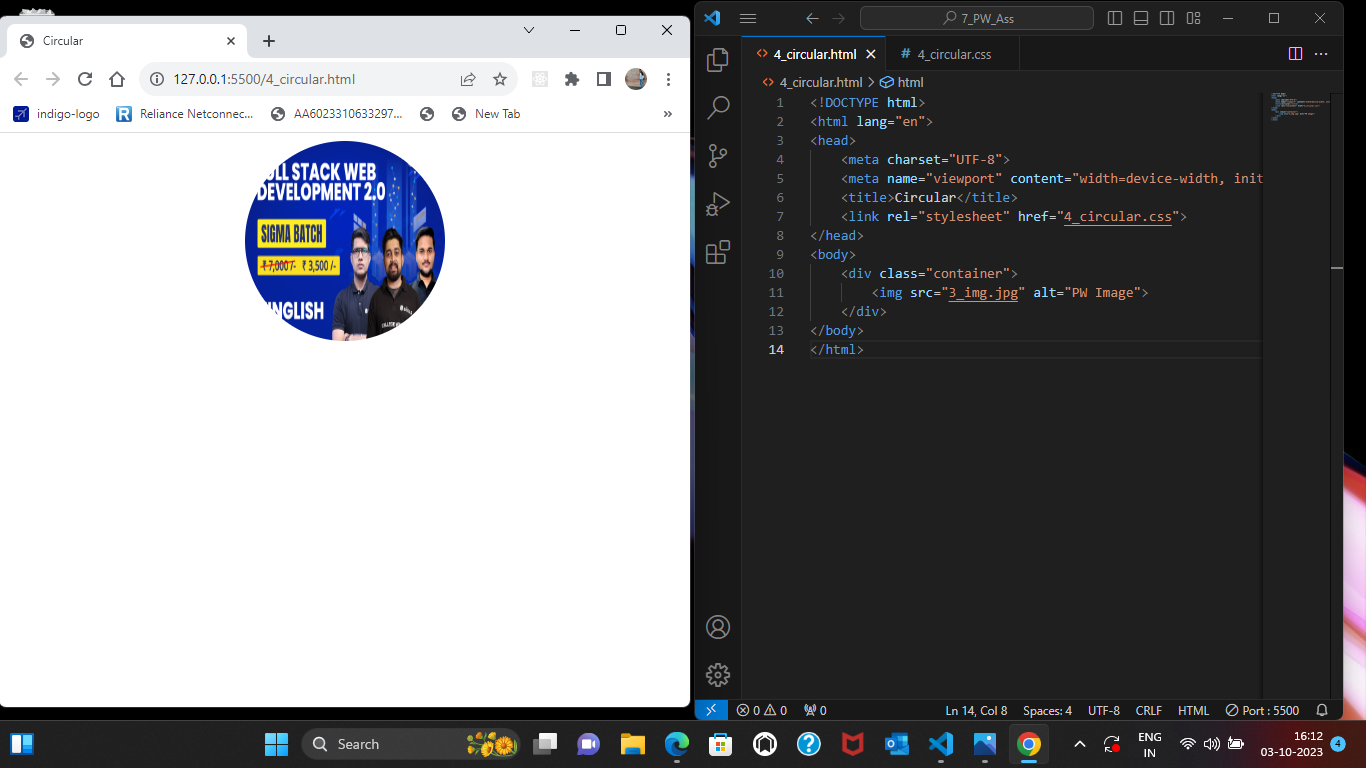 Circular
127.0.0.1:5500/4_circular.html
indigo-logo
Reliance Netconnec...
AA6023310633297...
New Tab
STACK WEB
DEVELOPMENT 2.0
SIGMA BATCH
₹ 7,000 /- ₹ 3,500 /-
7_PW_Ass
4_circular.html
# 4_circular.css
4_circular.html > html
1 <!DOCTYPE html>
2 <html lang="en">
3 <head>
4 <meta charset="UTF-8">
5 <meta name="viewport" content="width=device-width, init
6 <title>Circular</title>
7 <link rel="stylesheet" href="4_circular.css">
8 </head>
9 <body>
10 <div class="container">
11 <img src="3_img.jpg" alt="PW Image">
12 </div>
13 </body>
14 </html>
0 0 0
Ln 14, Col 8 Spaces: 4 UTF-8 CRLF HTML Port : 5500
Search
ENG
IN
16:12
03-10-2023
4